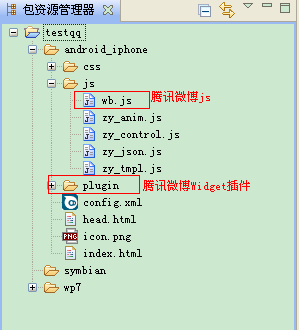 包资源管理器
testqq
android_iphone
css
js
wb.js 腾讯微博js
zy_anim.js
zy_control.js
zy_json.js
zy_tmpl.js
plugin 腾讯微博Widget插件
config.xml
head.html
PNG icon.png
index.html
symbian
wp7